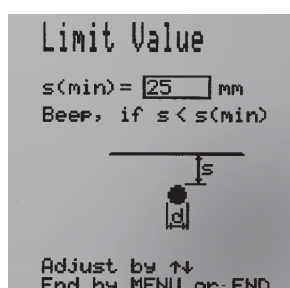 Limit Value
s(min)= 25 mm
Beep, if s < s(min)
s
d
Adjust by ↑↓
End by MENU or END